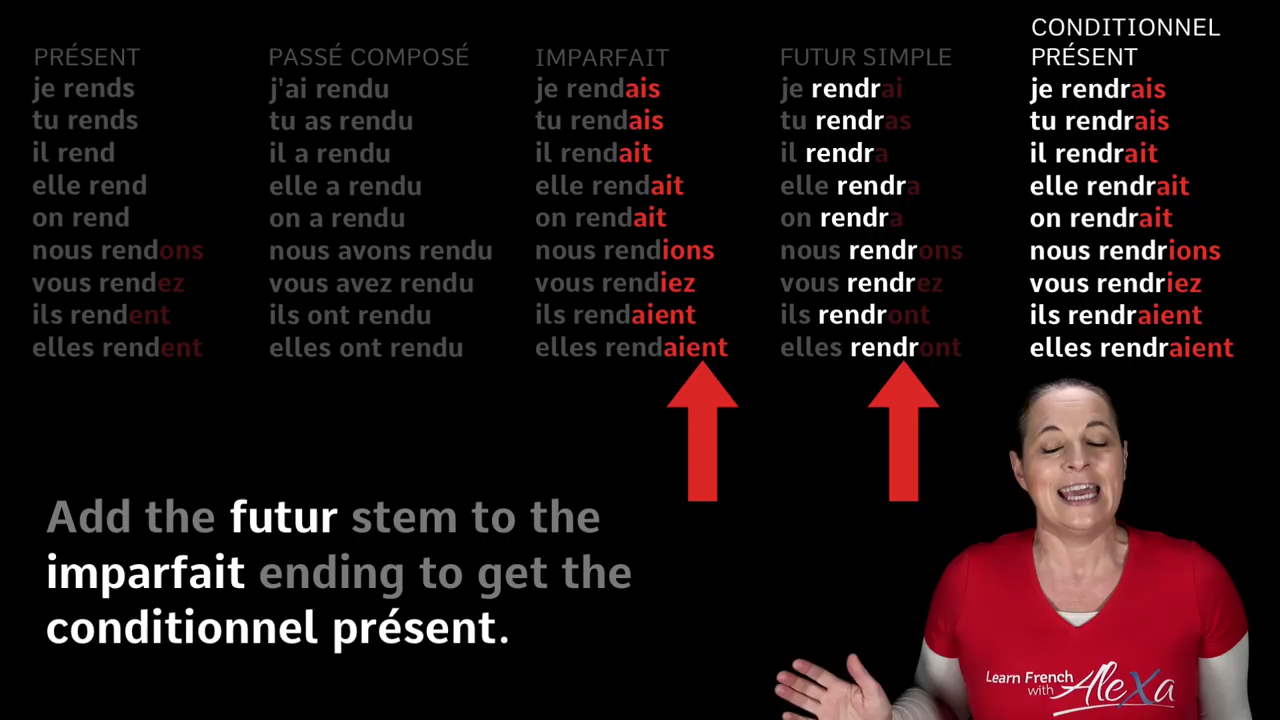 PRÉSENT
je rends
tu rends
il rend
elle rend
on rend
nous rendons
vous rendez
ils rendent
elles rendent
PASSÉ COMPOSÉ
j'ai rendu
tu as rendu
il a rendu
elle a rendu
on a rendu
nous avons rendu
vous avez rendu
ils ont rendu
elles ont rendu
IMPARFAIT
je rendais
tu rendais
il rendait
elle rendait
on rendait
nous rendions
vous rendiez
ils rendaient
elles rendaient
FUTUR SIMPLE
je rendrai
tu rendras
il rendra
elle rendra
on rendra
nous rendrons
vous rendrez
ils rendront
elles rendront
CONDITIONNEL
PRÉSENT
je rendrais
tu rendrais
il rendrait
elle rendrait
on rendrait
nous rendrions
vous rendriez
ils rendraient
elles rendraient
Add the futur stem to the
imparfait ending to get the
conditionnel présent.
Learn French
with Alexa